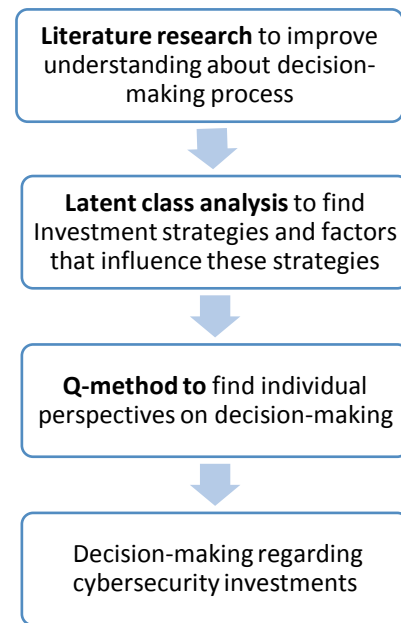 Literature research to improve
understanding about decision-
making process
Latent class analysis to find
Investment strategies and factors
that influence these strategies
Q-method to find individual
perspectives on decision-making
Decision-making regarding
cybersecurity investments